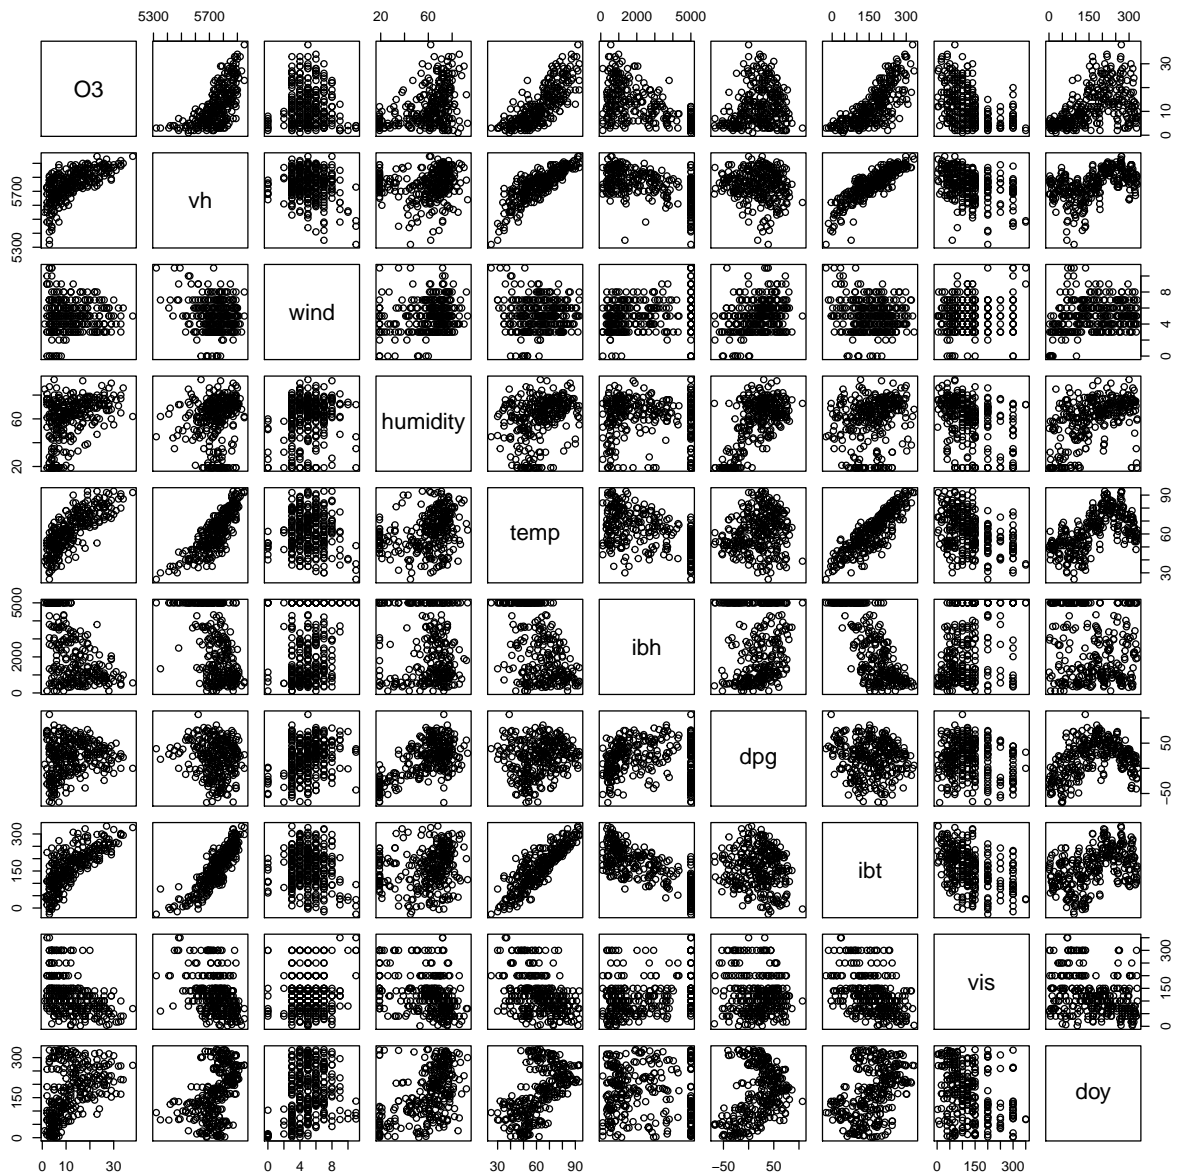 5300 5700 20 60 0 2000 5000 0 150 300 0 150 300
O3 0 10 30
5300 5700 vh
wind 0 4 8
20 60 humidity
temp 30 60 90
0 2000 5000 ibh
dpg −50 50
0 150 300 ibt
vis 0 150 300
0 150 300 doy
0 10 30 0 4 8 30 60 90 −50 50 0 150 300